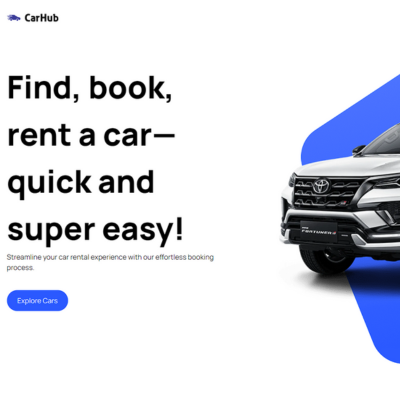 CarHub
Find, book,
rent a car—
quick and
super easy!
Streamline your car rental experience with our effortless booking
process.
Explore Cars
FORTUNER